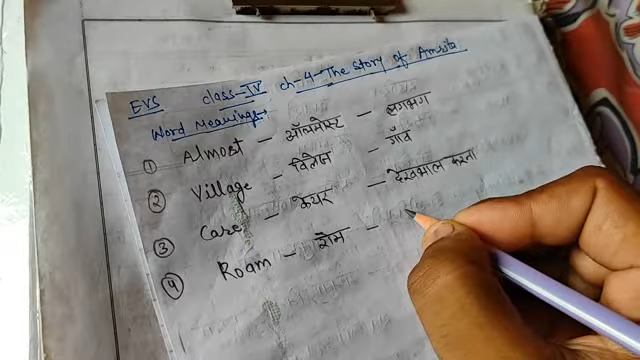 EVS class-IV ch-4-The story of Amrita
Word Meanings:
① Almost - ऑलमोस्ट - लगभग
② Village - विलेज - गाँव
③ Care - केयर - देखभाल करना
④ Roam - रोम -